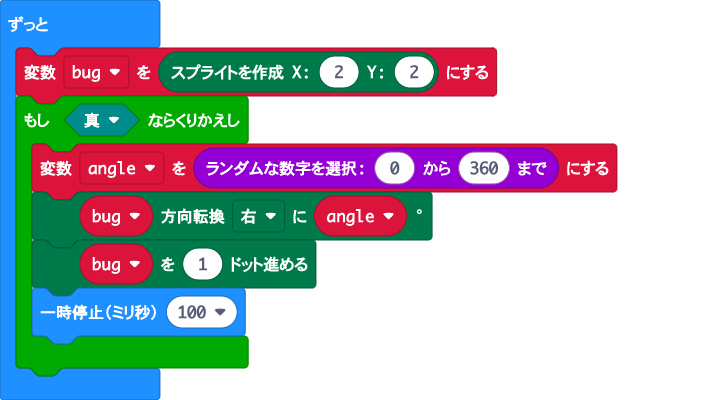 ずっと
変数 bug を スプライトを作成 X: 2 Y: 2 にする
もし 真 ならくりかえし
変数 angle を ランダムな数字を選択: 0 から 360 まで にする
bug 方向転換 右 に angle °
bug を 1 ドット進める
一時停止(ミリ秒) 100